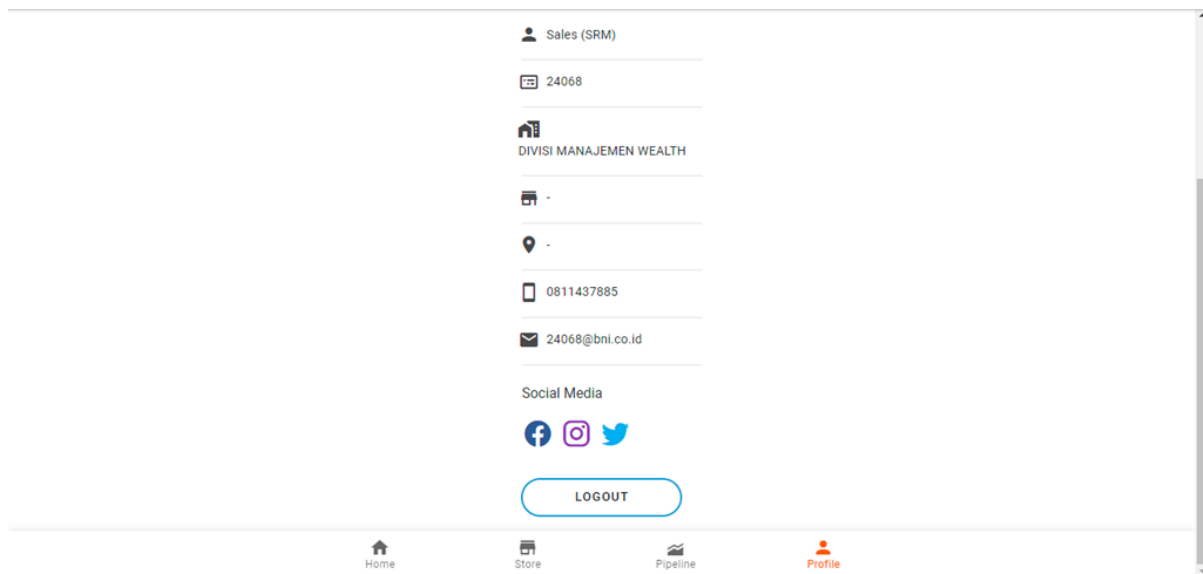 Sales (SRM)
24068
DIVISI MANAJEMEN WEALTH
-
-
0811437885
24068@bni.co.id
Social Media
LOGOUT
Home Store Pipeline Profile